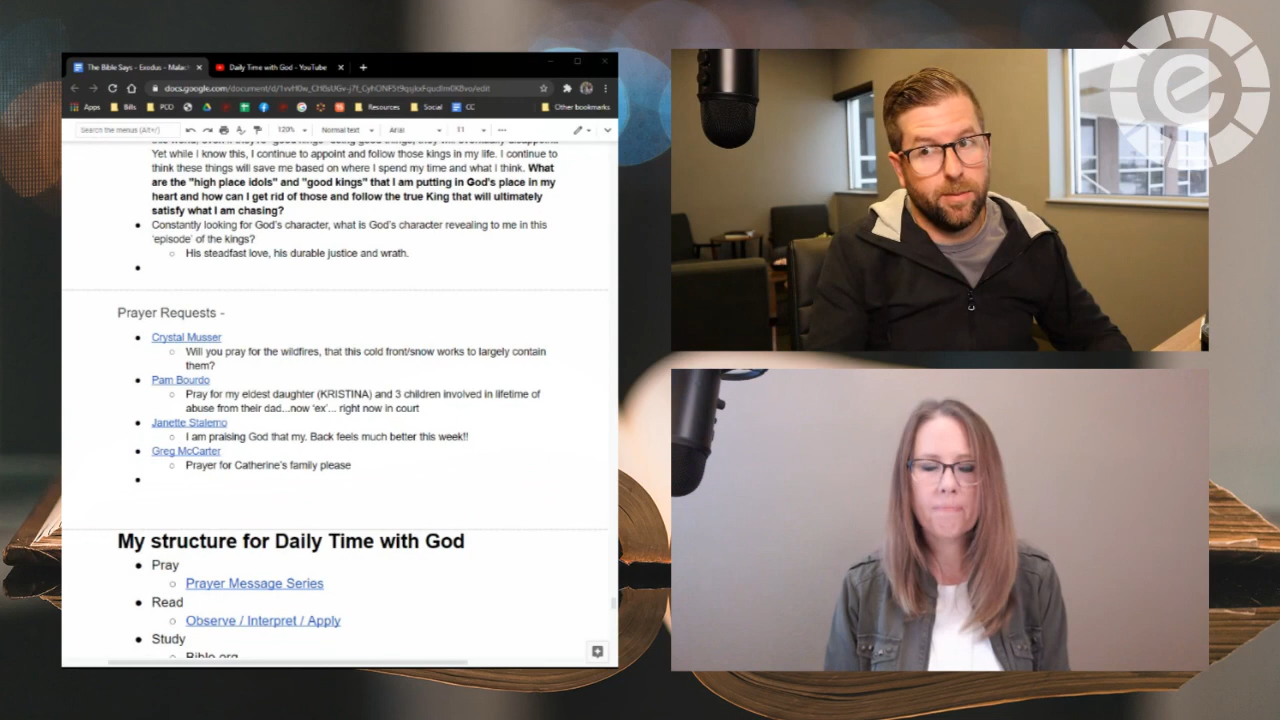 The Bible Says - Exodus - Malac
Daily Time with God - YouTube
Apps
Bills
PCO
Resources
Social
CC
Other bookmarks
Search the menus (Alt+/)
120%
Normal text
Arial
11
Yet while I know this, I continue to appoint and follow those kings in my life. I continue to
think these things will save me based on where I spend my time and what I think. What
are the "high place idols" and "good kings" that I am putting in God's place in my
heart and how can I get rid of those and follow the true King that will ultimately
satisfy what I am chasing?
Constantly looking for God's character, what is God's character revealing to me in this
'episode' of the kings?
His steadfast love, his durable justice and wrath.
Prayer Requests -
Crystal Musser
Will you pray for the wildfires, that this cold front/snow works to largely contain
them?
Pam Bourdo
Pray for my eldest daughter (KRISTINA) and 3 children involved in lifetime of
abuse from their dad...now 'ex'... right now in court
Janette Stalemo
I am praising God that my. Back feels much better this week!!
Greg McCarter
Prayer for Catherine's family please
My structure for Daily Time with God
Pray
Prayer Message Series
Read
Observe / Interpret / Apply
Study
Bible.org
e